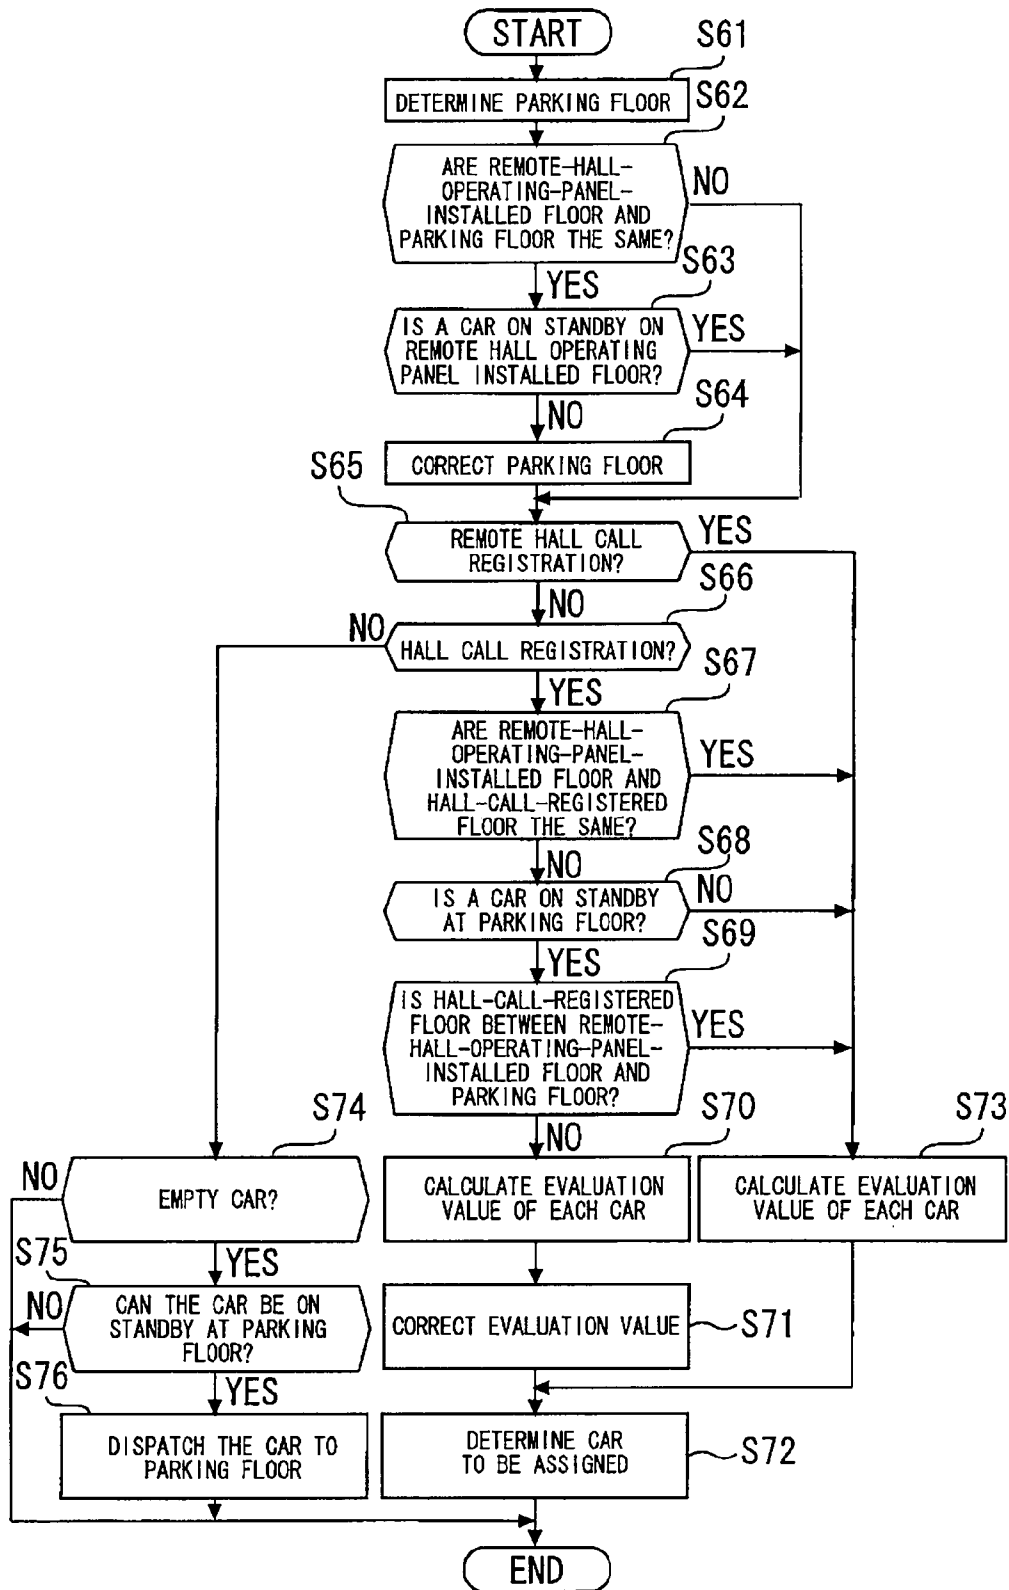 START
S61
DETERMINE PARKING FLOOR
S62
ARE REMOTE-HALL-
OPERATING-PANEL-
INSTALLED FLOOR AND
PARKING FLOOR THE SAME?
NO
YES
S63
IS A CAR ON STANDBY ON
REMOTE HALL OPERATING
PANEL INSTALLED FLOOR?
YES
NO
S64
CORRECT PARKING FLOOR
S65
REMOTE HALL CALL
REGISTRATION?
YES
NO
S66
NO
HALL CALL REGISTRATION?
YES
S67
ARE REMOTE-HALL-
OPERATING-PANEL-
INSTALLED FLOOR AND
HALL-CALL-REGISTERED
FLOOR THE SAME?
YES
NO
S68
IS A CAR ON STANDBY
AT PARKING FLOOR?
NO
YES
S69
IS HALL-CALL-REGISTERED
FLOOR BETWEEN REMOTE-
HALL-OPERATING-PANEL-
INSTALLED FLOOR AND
PARKING FLOOR?
YES
NO
S70
CALCULATE EVALUATION
VALUE OF EACH CAR
S73
CALCULATE EVALUATION
VALUE OF EACH CAR
S74
NO
EMPTY CAR?
YES
S75
NO
CAN THE CAR BE ON
STANDBY AT PARKING
FLOOR?
YES
CORRECT EVALUATION VALUE
S71
S76
DISPATCH THE CAR TO
PARKING FLOOR
DETERMINE CAR
TO BE ASSIGNED
S72
END